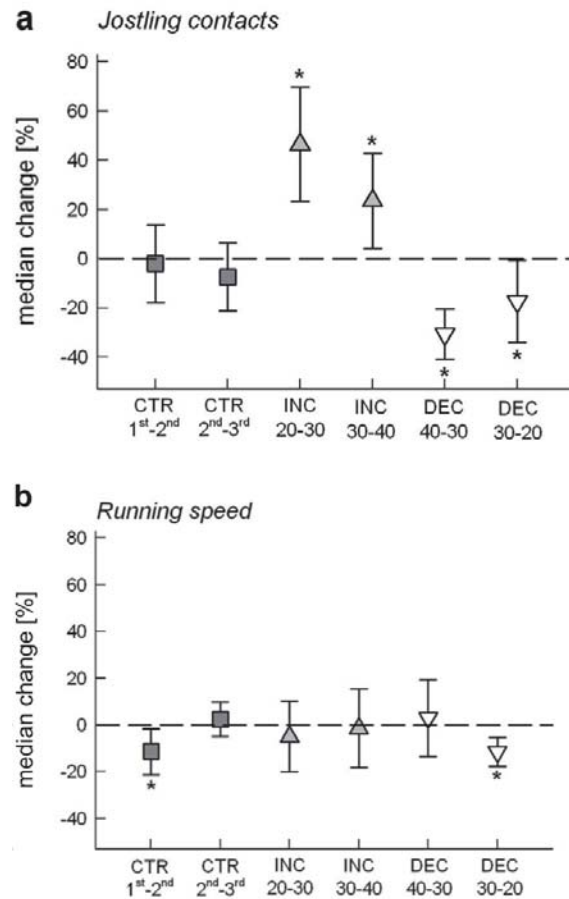 a Jostling contacts
80
60
40
20
0
-20
-40
median change [%]
* *
* *
CTR CTR INC INC DEC DEC
1st-2nd 2nd-3rd 20-30 30-40 40-30 30-20
b Running speed
80
60
40
20
0
-20
-40
median change [%]
* *
CTR CTR INC INC DEC DEC
1st-2nd 2nd-3rd 20-30 30-40 40-30 30-20